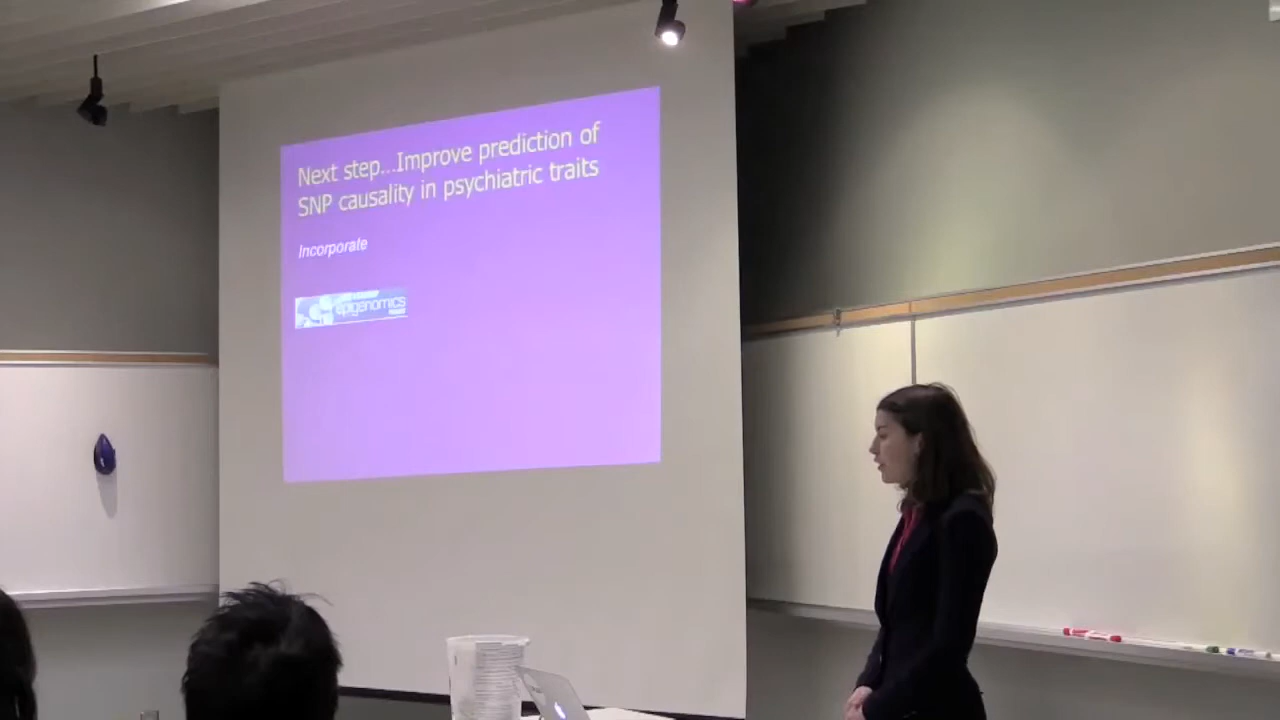 Next step...Improve prediction of
SNP causality in psychiatric traits
Incorporate
epigenomics